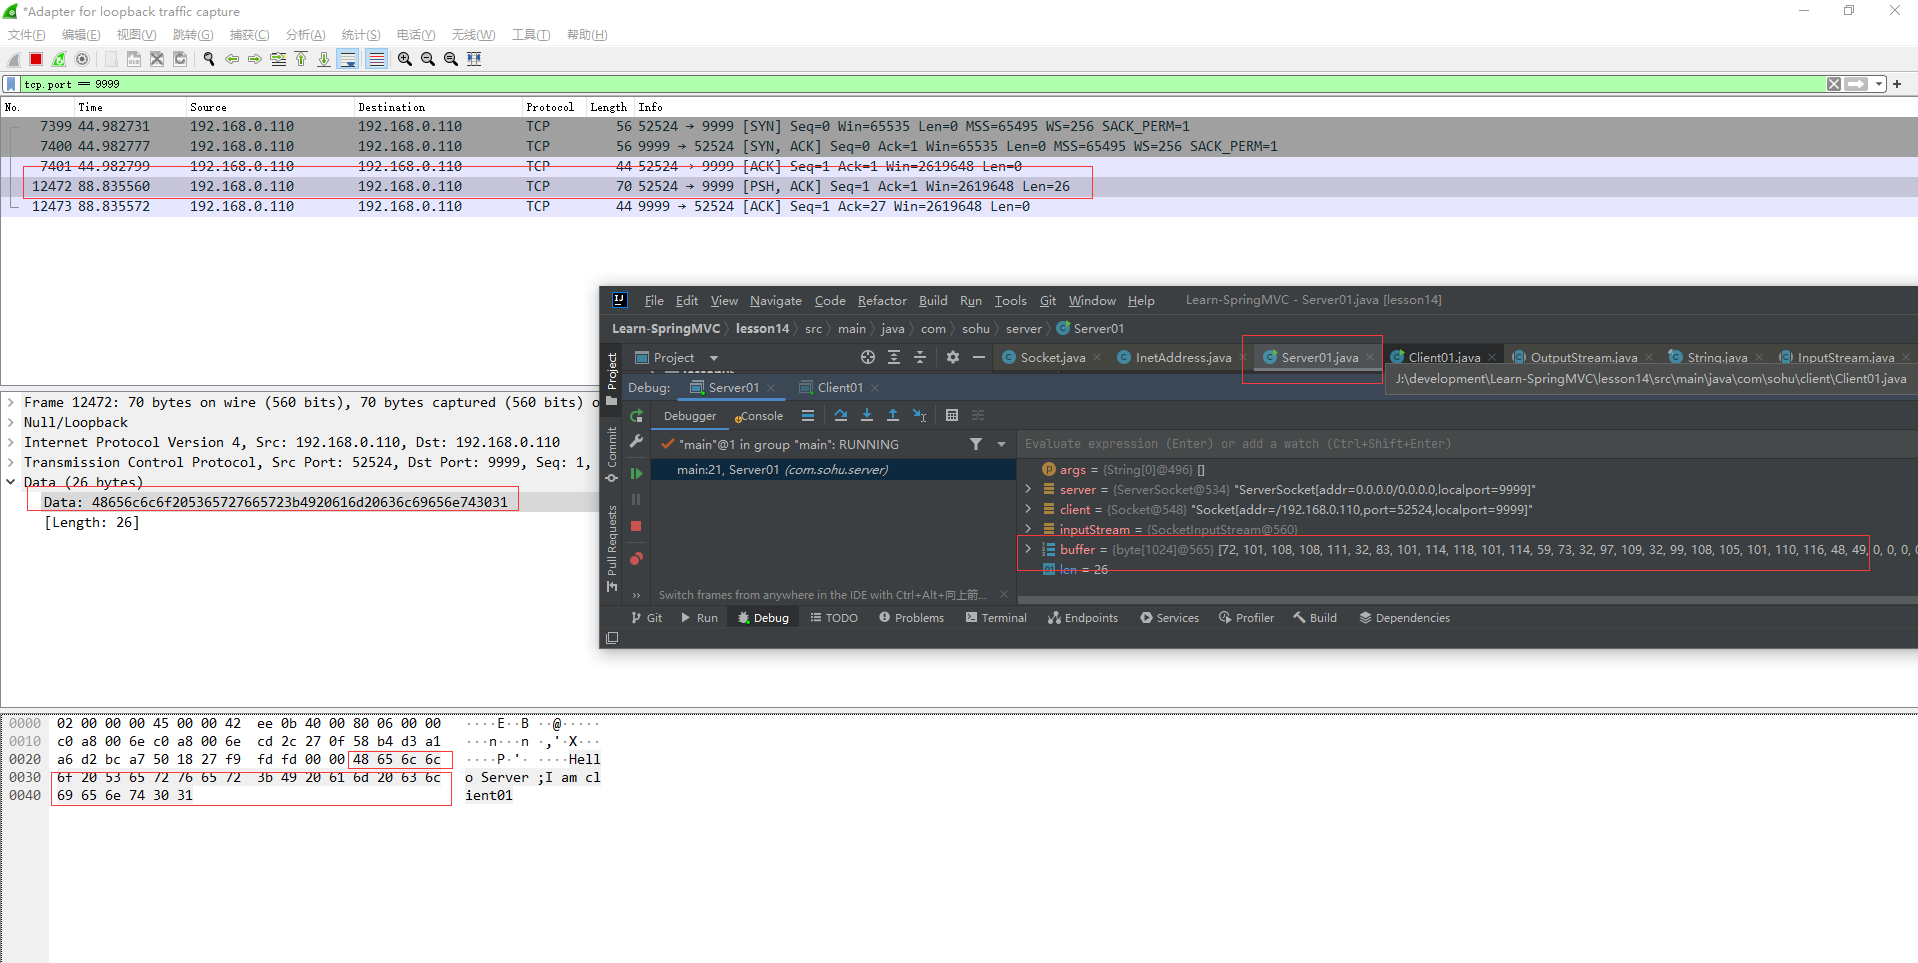 *Adapter for loopback traffic capture
文件(F) 编辑(E) 视图(V) 跳转(G) 捕获(C) 分析(A) 统计(S) 电话(Y) 无线(W) 工具(T) 帮助(H)
tcp.port == 9999
No. Time Source Destination Protocol Length Info
7399 44.982731 192.168.0.110 192.168.0.110 TCP 56 52524 → 9999 [SYN] Seq=0 Win=65535 Len=0 MSS=65495 WS=256 SACK_PERM=1
7400 44.982777 192.168.0.110 192.168.0.110 TCP 56 9999 → 52524 [SYN, ACK] Seq=0 Ack=1 Win=65535 Len=0 MSS=65495 WS=256 SACK_PERM=1
7401 44.982799 192.168.0.110 192.168.0.110 TCP 44 52524 → 9999 [ACK] Seq=1 Ack=1 Win=2619648 Len=0
12472 88.835560 192.168.0.110 192.168.0.110 TCP 70 52524 → 9999 [PSH, ACK] Seq=1 Ack=1 Win=2619648 Len=26
12473 88.835572 192.168.0.110 192.168.0.110 TCP 44 9999 → 52524 [ACK] Seq=1 Ack=27 Win=2619648 Len=0
File Edit View Navigate Code Refactor Build Run Tools Git Window Help Learn-SpringMVC - Server01.java [lesson14]
Learn-SpringMVC lesson14 src main java com sohu server Server01
Project Socket.java InetAddress.java Server01.java Client01.java OutputStream.java String.java InputStream.java
J:\development\Learn-SpringMVC\lesson14\src\main\java\com\sohu\client\Client01.java
Project
Commit
Pull Requests
Debug: Server01 Client01
Debugger Console
"main"@1 in group "main": RUNNING
Evaluate expression (Enter) or add a watch (Ctrl+Shift+Enter)
main:21, Server01 (com.sohu.server)
args = {String[0]@496} []
server = {ServerSocket@534} "ServerSocket[addr=0.0.0.0/0.0.0.0,localport=9999]"
client = {Socket@548} "Socket[addr=/192.168.0.110,port=52524,localport=9999]"
inputStream = {SocketInputStream@560}
buffer = {byte[1024]@565} [72, 101, 108, 108, 111, 32, 83, 101, 114, 118, 101, 114, 59, 73, 32, 97, 109, 32, 99, 108, 105, 101, 110, 116, 48, 49, 0, 0, 0,
len = 26
Switch frames from anywhere in the IDE with Ctrl+Alt+向上箭...
Git Run Debug TODO Problems Terminal Endpoints Services Profiler Build Dependencies
Frame 12472: 70 bytes on wire (560 bits), 70 bytes captured (560 bits) o
Null/Loopback
Internet Protocol Version 4, Src: 192.168.0.110, Dst: 192.168.0.110
Transmission Control Protocol, Src Port: 52524, Dst Port: 9999, Seq: 1,
Data (26 bytes)
Data: 48656c6c6f205365727665723b4920616d20636c69656e743031
[Length: 26]
0000 02 00 00 00 45 00 00 42 ee 0b 40 00 80 06 00 00 ····E··B ··@·····
0010 c0 a8 00 6e c0 a8 00 6e cd 2c 27 0f 58 b4 d3 a1 ···n···n ·,'·X···
0020 a6 d2 bc a7 50 18 27 f9 fd fd 00 00 48 65 6c 6c ····P·'· ····Hell
0030 6f 20 53 65 72 76 65 72 3b 49 20 61 6d 20 63 6c o Server ;I am cl
0040 69 65 6e 74 30 31 ient01